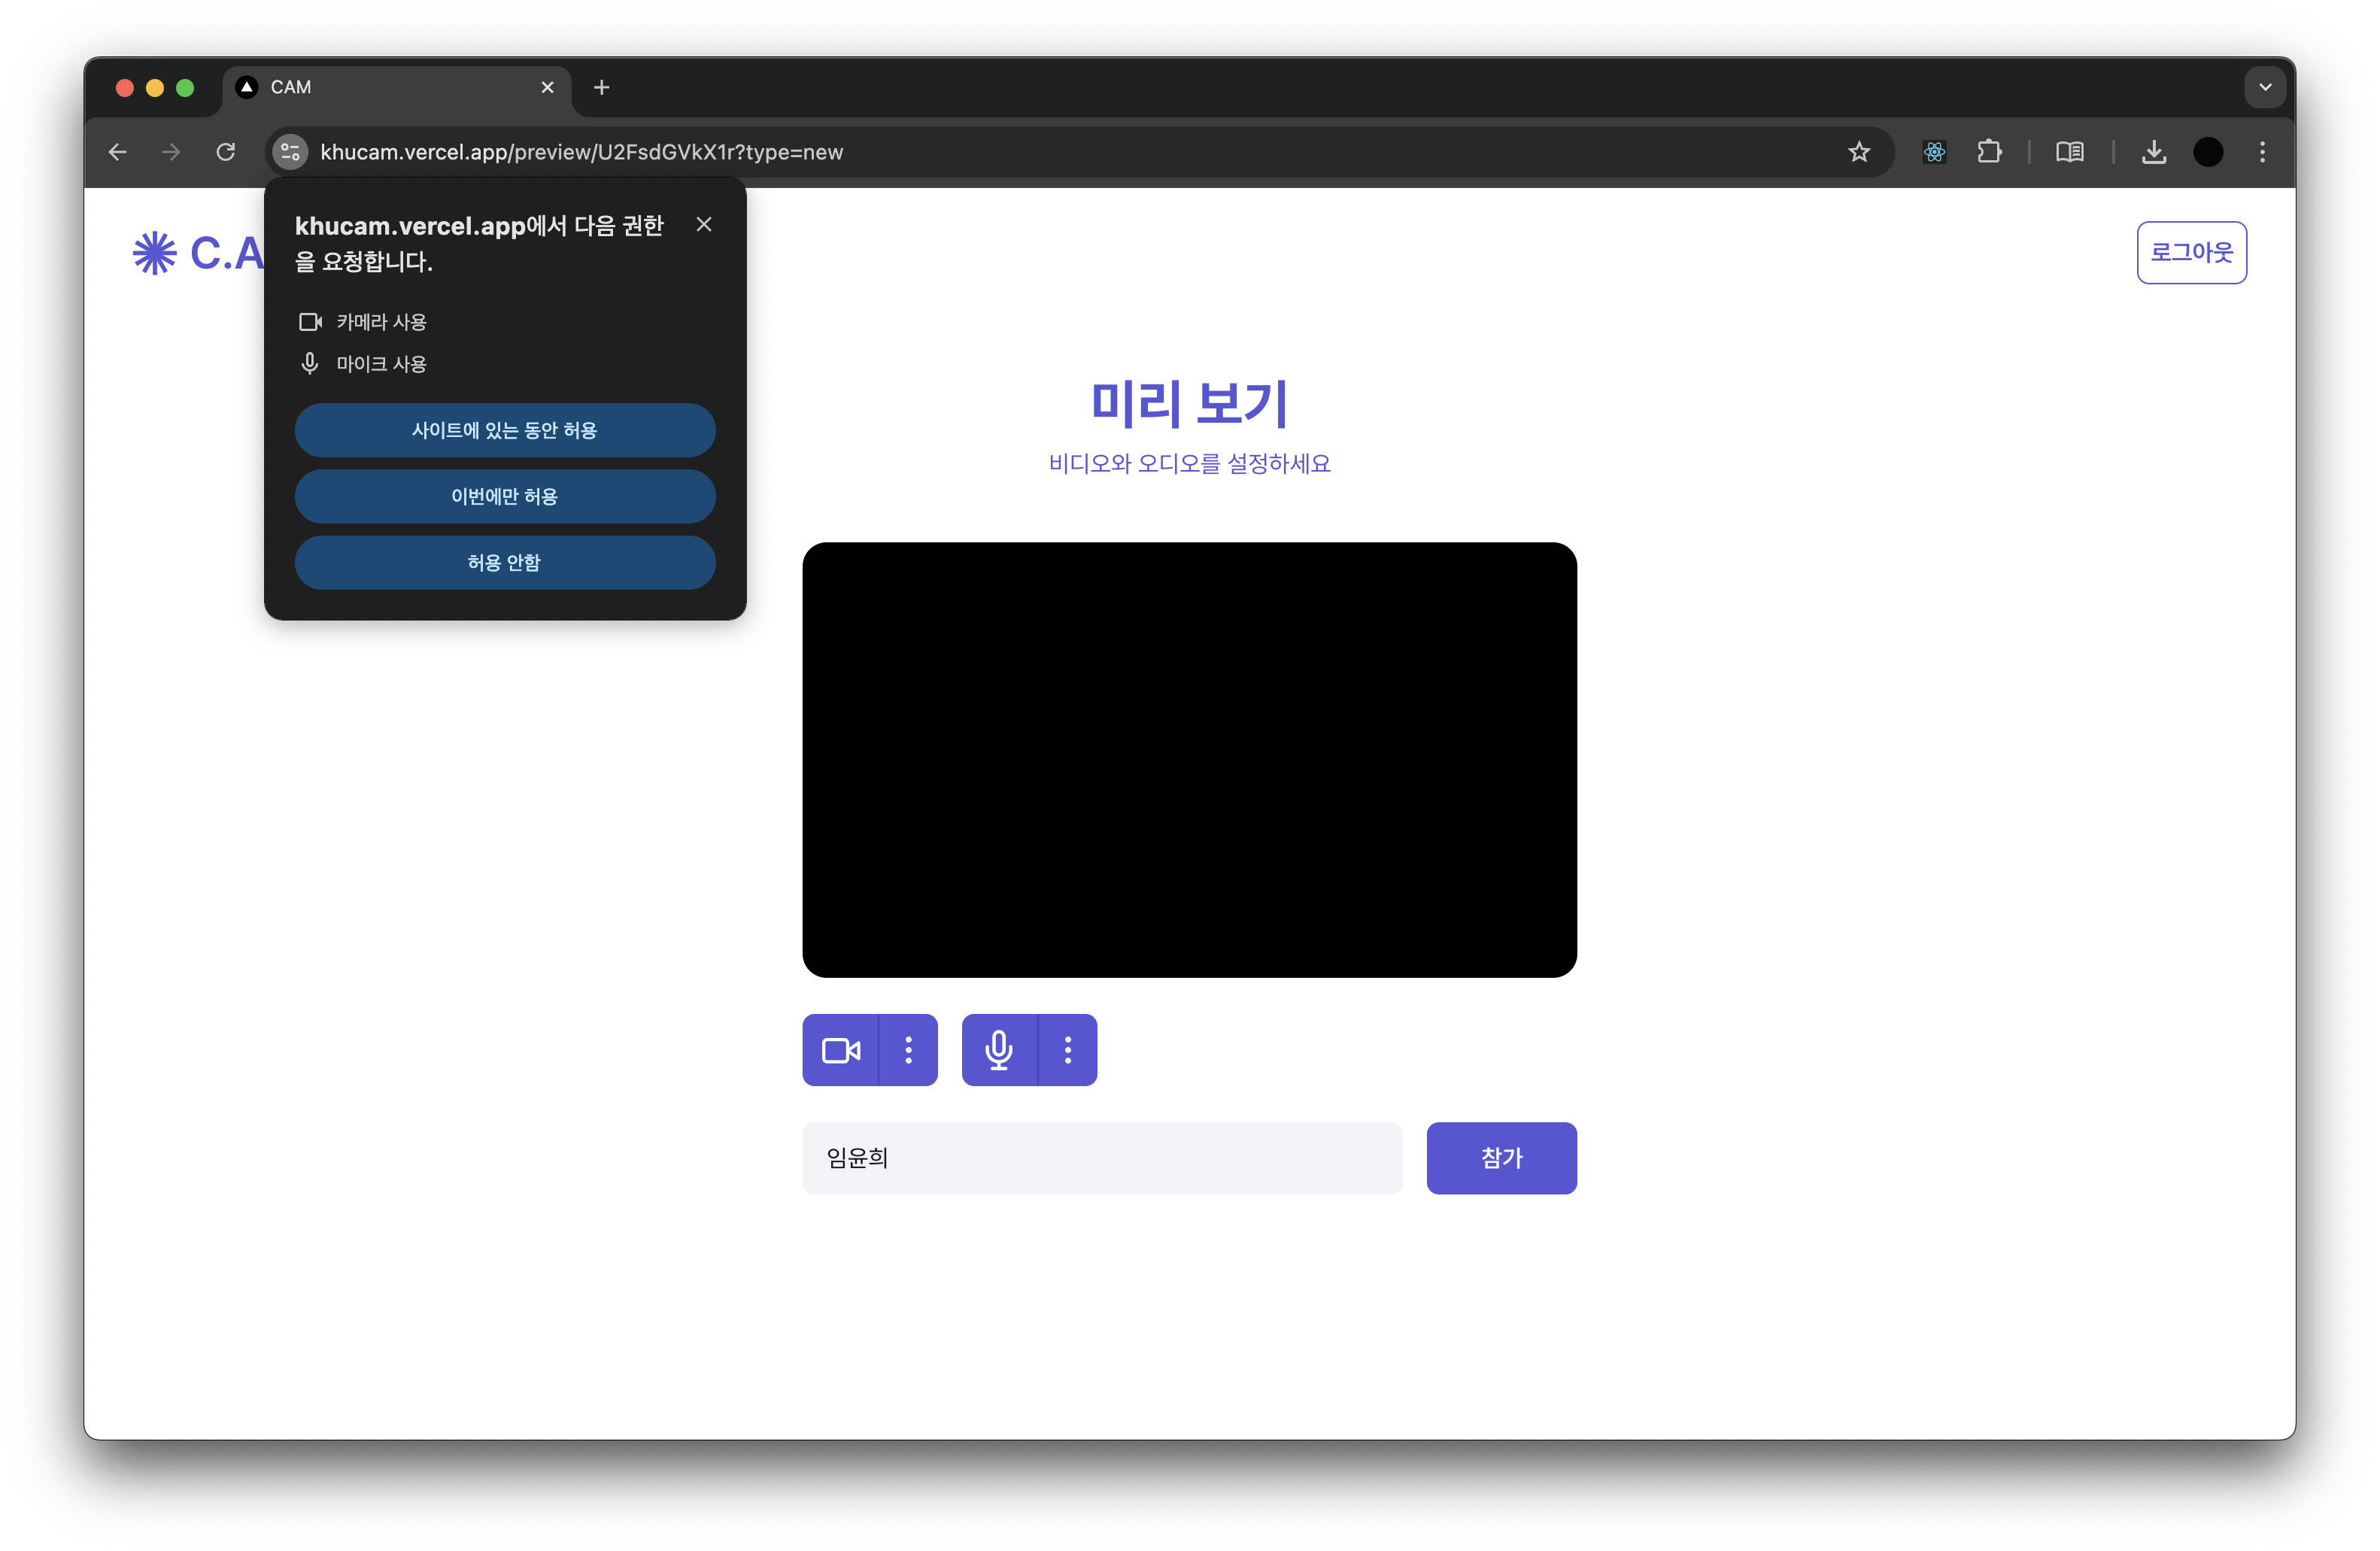 CAM
khucam.vercel.app/preview/U2FsdGVkX1r?type=new
khucam.vercel.app에서 다음 권한
을 요청합니다.
카메라 사용
마이크 사용
사이트에 있는 동안 허용
이번에만 허용
허용 안함
C.A
로그아웃
미리 보기
비디오와 오디오를 설정하세요
임윤희
참가